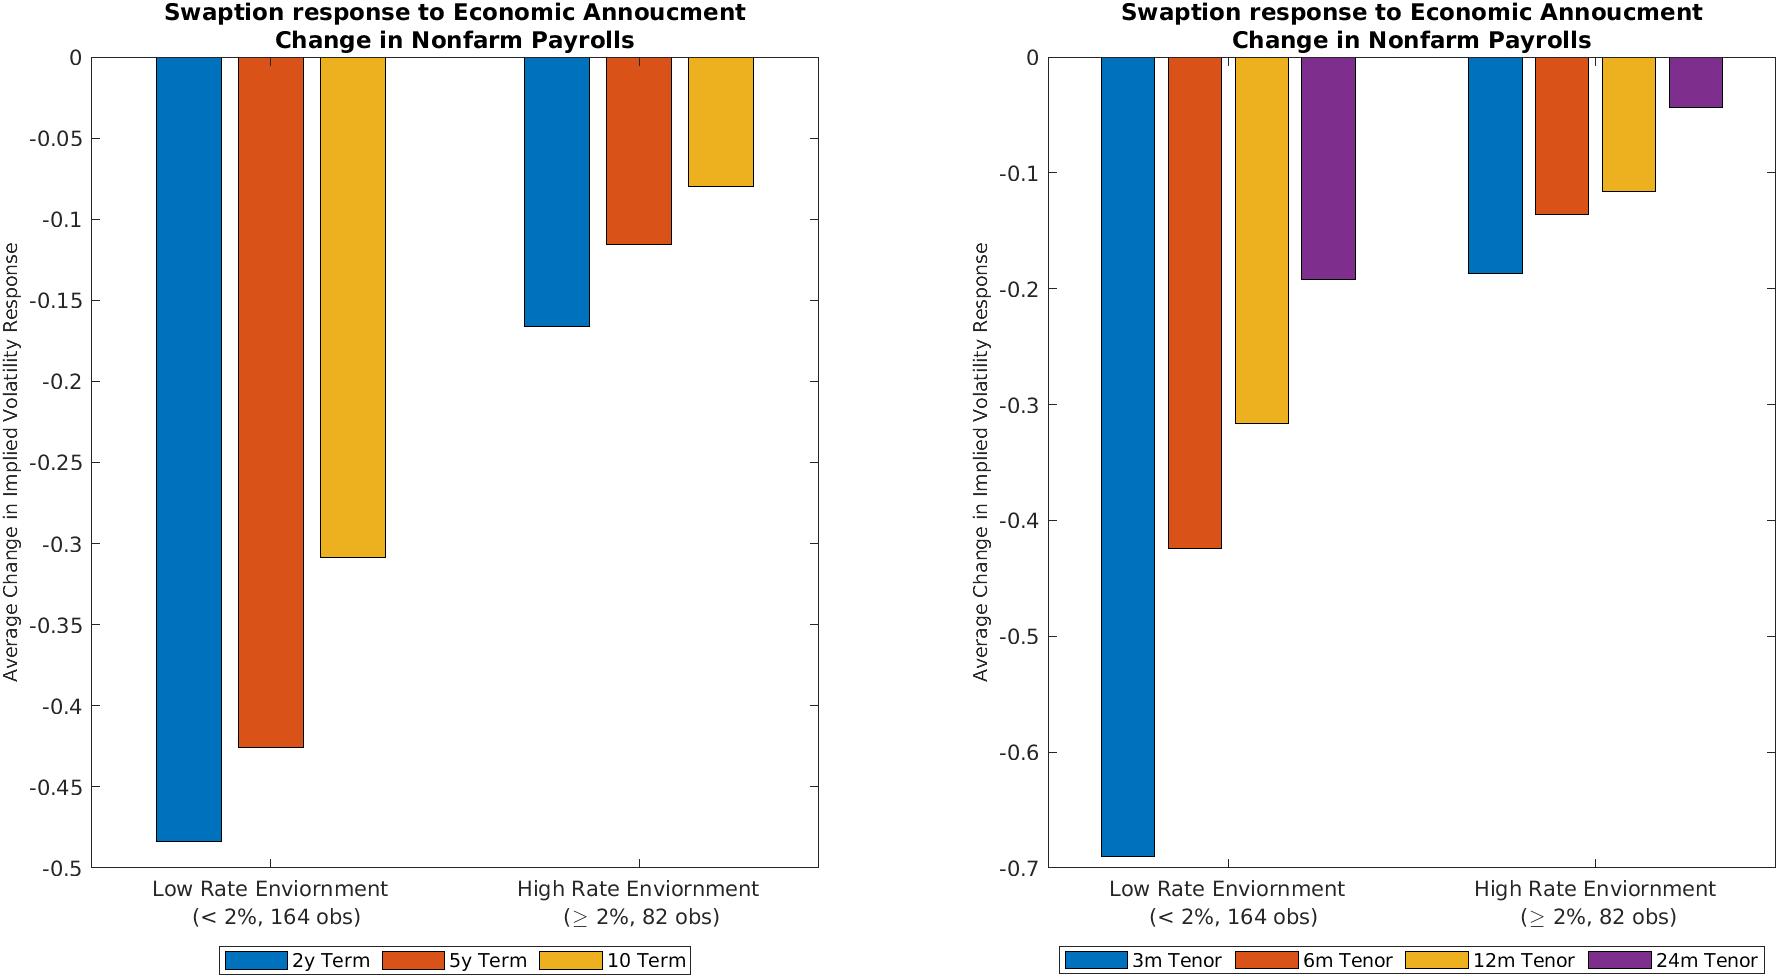 Swaption response to Economic Annoucment
Change in Nonfarm Payrolls
Average Change in Implied Volatility Response
0
-0.05
-0.1
-0.15
-0.2
-0.25
-0.3
-0.35
-0.4
-0.45
-0.5
Low Rate Enviornment
(< 2%, 164 obs)
High Rate Enviornment
(≥ 2%, 82 obs)
2y Term
5y Term
10 Term
Swaption response to Economic Annoucment
Change in Nonfarm Payrolls
Average Change in Implied Volatility Response
0
-0.1
-0.2
-0.3
-0.4
-0.5
-0.6
-0.7
Low Rate Enviornment
(< 2%, 164 obs)
High Rate Enviornment
(≥ 2%, 82 obs)
3m Tenor
6m Tenor
12m Tenor
24m Tenor